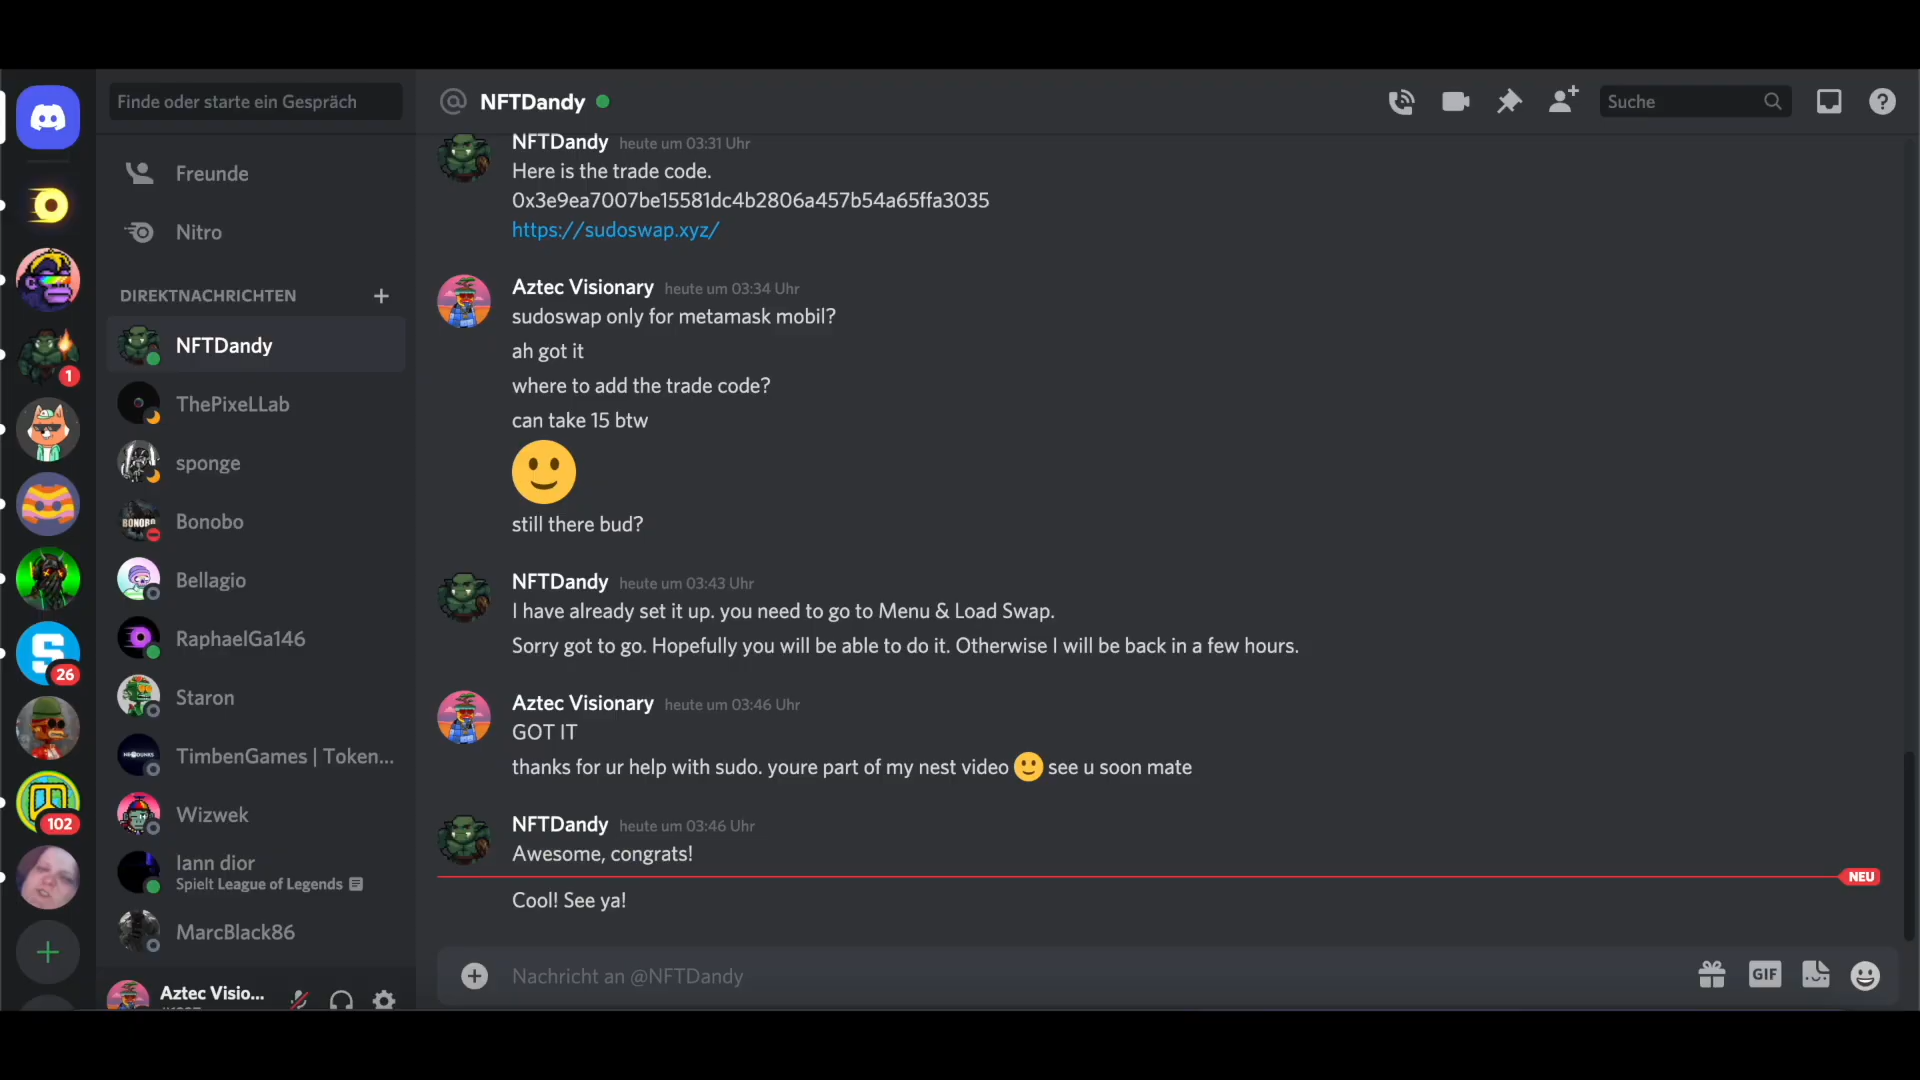 Finde oder starte ein Gespräch
Freunde
Nitro
DIREKTNACHRICHTEN
NFTDandy
ThePixeLLab
sponge
BONOBO
Bonobo
Bellagio
RaphaelGa146
Staron
TimbenGames | Token...
Wizwek
Iann dior
Spielt League of Legends
MarcBlack86
Aztec Visio...
1
26
102
NFTDandy
Suche
NFTDandy heute um 03:31 Uhr
Here is the trade code.
0x3e9ea7007be15581dc4b2806a457b54a65ffa3035
https://sudoswap.xyz/
Aztec Visionary heute um 03:34 Uhr
sudoswap only for metamask mobil?
ah got it
where to add the trade code?
can take 15 btw
still there bud?
NFTDandy heute um 03:43 Uhr
I have already set it up. you need to go to Menu & Load Swap.
Sorry got to go. Hopefully you will be able to do it. Otherwise I will be back in a few hours.
Aztec Visionary heute um 03:46 Uhr
GOT IT
thanks for ur help with sudo. youre part of my nest video 🙂 see u soon mate
NFTDandy heute um 03:46 Uhr
Awesome, congrats!
NEU
Cool! See ya!
Nachricht an @NFTDandy
GIF